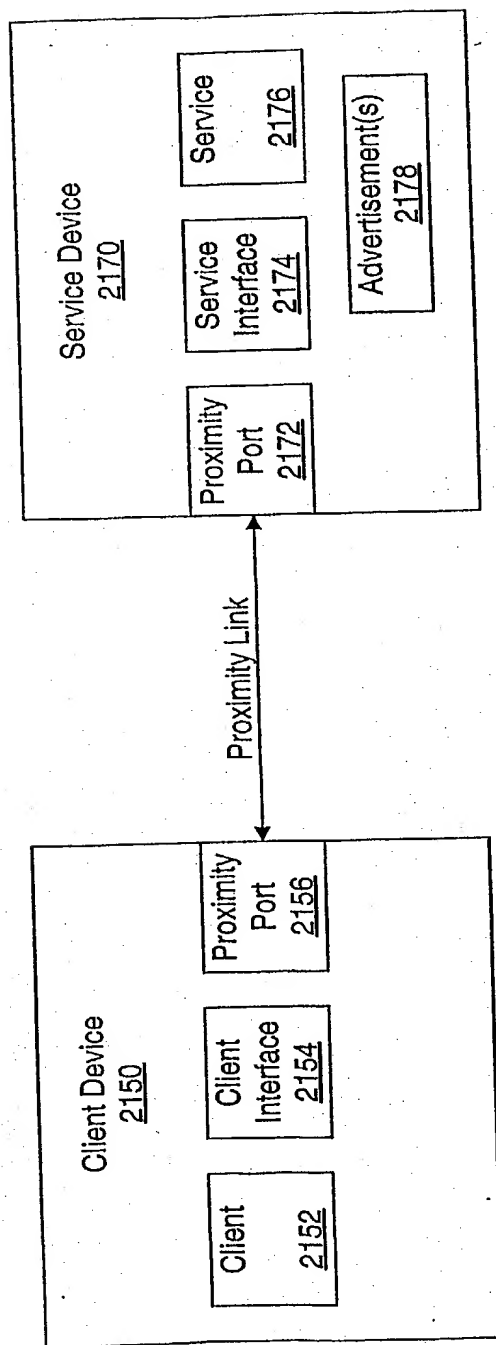 Client Device
2150
Client
2152
Client
Interface
2154
Proximity
Port
2156
Proximity Link
Service Device
2170
Proximity
Port
2172
Service
Interface
2174
Service
2176
Advertisement(s)
2178